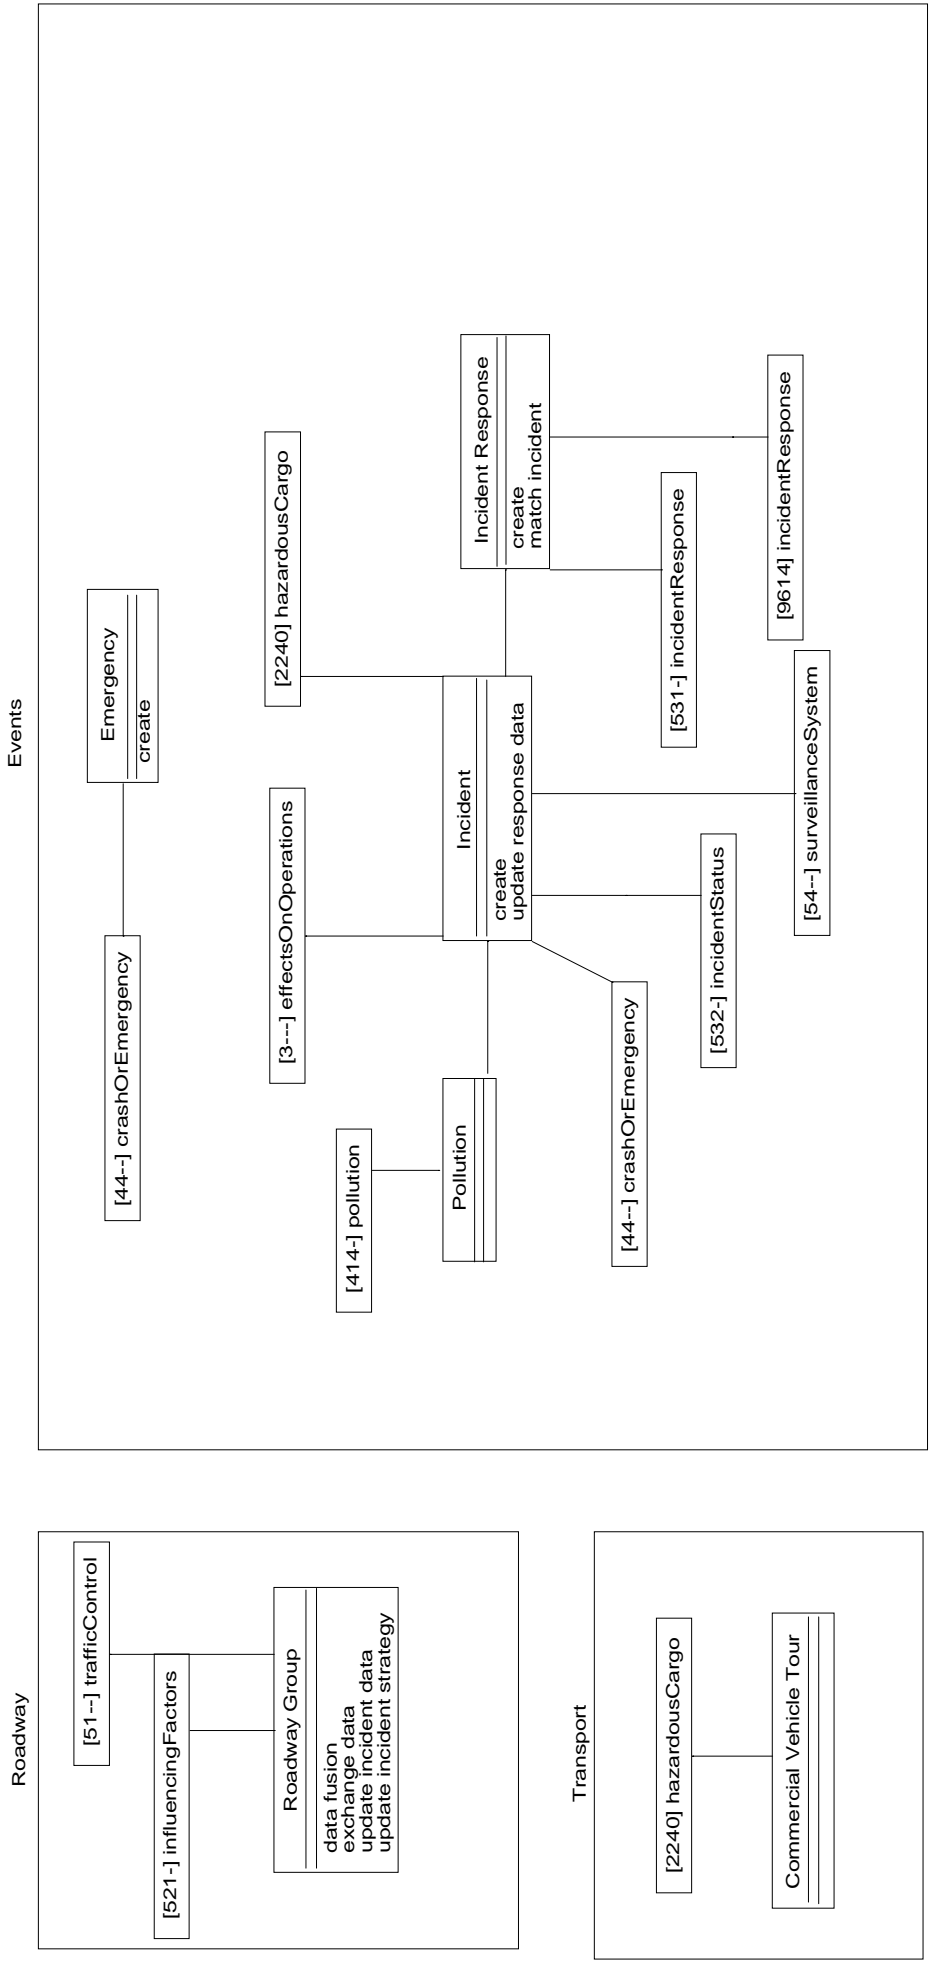 Roadway
[51--] trafficControl
[521-] influencingFactors
Roadway Group
data fusion
exchange data
update incident data
update incident strategy
Transport
[2240] hazardousCargo
Commercial Vehicle Tour
Events
[44--] crashOrEmergency
Emergency
create
[414-] pollution
Pollution
[3---] effectsOnOperations
[2240] hazardousCargo
Incident
create
update response data
Incident Response
create
match incident
[44--] crashOrEmergency
[532-] incidentStatus
[54--] surveillanceSystem
[531-] incidentResponse
[9614] incidentResponse